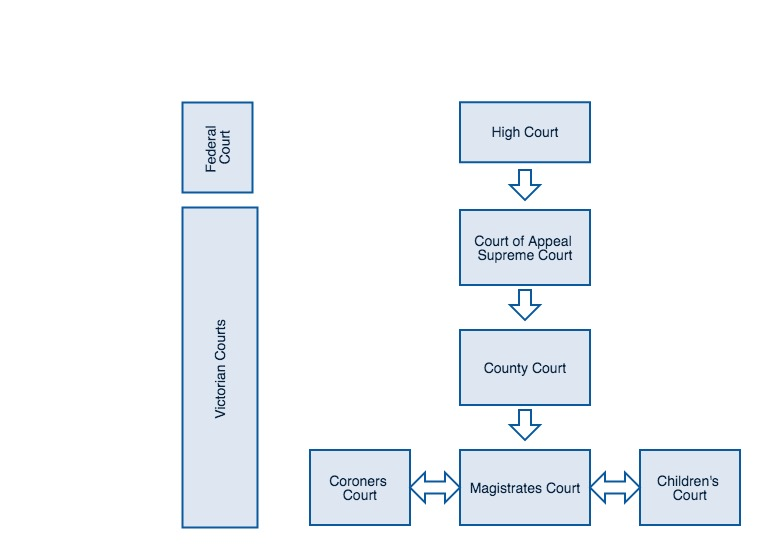 Federal
Court
High Court
Court of Appeal
Supreme Court
Victorian Courts
County Court
Coroners
Court
Magistrates Court
Children's
Court